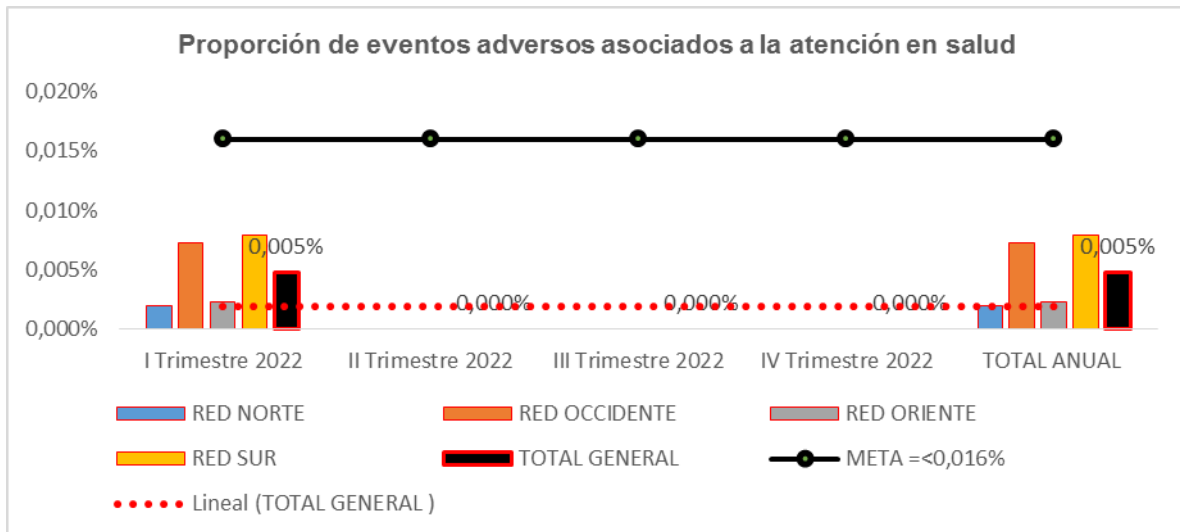 Proporción de eventos adversos asociados a la atención en salud
0,020%
0,015%
0,010%
0,005%
0,000%
0,005%
0,000%
0,000%
0,000%
0,005%
I Trimestre 2022
II Trimestre 2022
III Trimestre 2022
IV Trimestre 2022
TOTAL ANUAL
RED NORTE
RED OCCIDENTE
RED ORIENTE
RED SUR
TOTAL GENERAL
META =<0,016%
Lineal (TOTAL GENERAL )